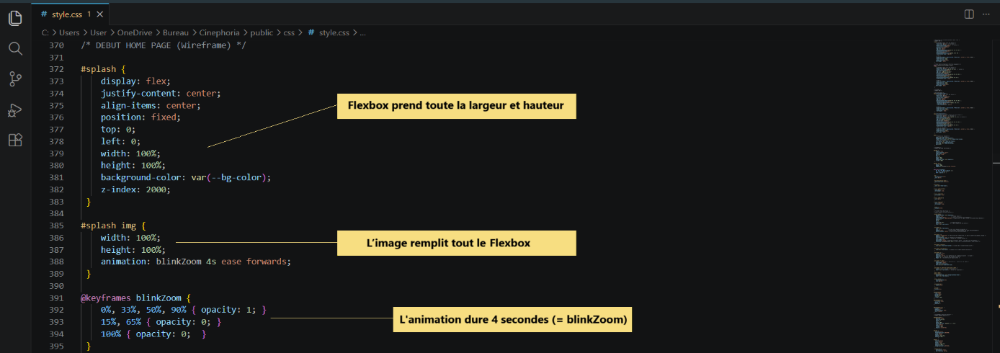 # style.css 1 ×
C: > Users > User > OneDrive > Bureau > Cinephoria > public > css > # style.css > ...
370 /* DEBUT HOME PAGE (Wireframe) */
371
372 #splash {
373 display: flex;
374 justify-content: center;
375 align-items: center;
Flexbox prend toute la largeur et hauteur
376 position: fixed;
377 top: 0;
378 left: 0;
379 width: 100%;
380 height: 100%;
381 background-color: var(--bg-color);
382 z-index: 2000;
383 }
384
385 #splash img {
386 width: 100%;
L’image remplit tout le Flexbox
387 height: 100%;
388 animation: blinkZoom 4s ease forwards;
389 }
390
391 @keyframes blinkZoom {
392 0%, 33%, 50%, 90% { opacity: 1; }
393 15%, 65% { opacity: 0; }
L'animation dure 4 secondes (= blinkZoom)
394 100% { opacity: 0;  }
395 }